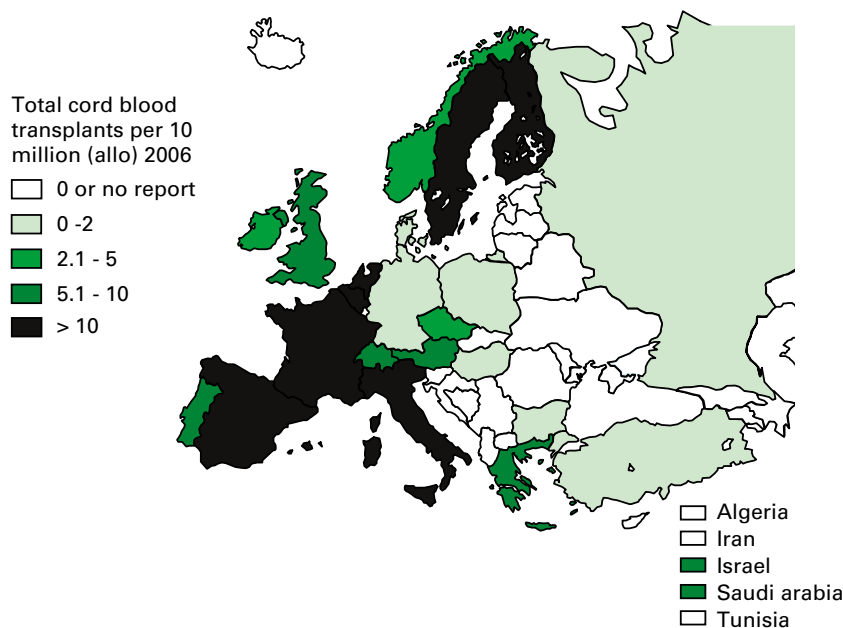 Total cord blood
transplants per 10
million (allo) 2006
0 or no report
0 -2
2.1 - 5
5.1 - 10
> 10
Algeria
Iran
Israel
Saudi arabia
Tunisia